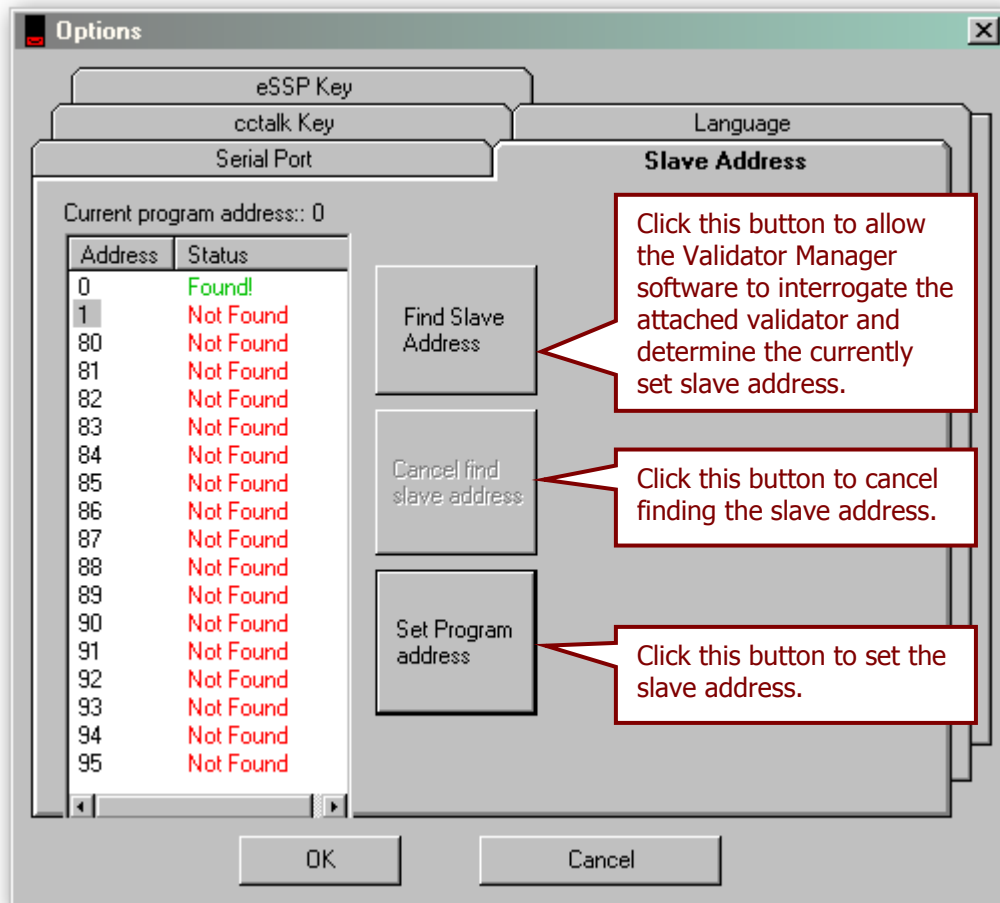 Options
eSSP Key
cctalk Key
Language
Serial Port
Slave Address
Current program address:: 0
Address Status
0 Found!
1 Not Found
80 Not Found
81 Not Found
82 Not Found
83 Not Found
84 Not Found
85 Not Found
86 Not Found
87 Not Found
88 Not Found
89 Not Found
90 Not Found
91 Not Found
92 Not Found
93 Not Found
94 Not Found
95 Not Found
Find Slave
Address
Click this button to allow
the Validator Manager
software to interrogate the
attached validator and
determine the currently
set slave address.
Cancel find
slave address
Click this button to cancel
finding the slave address.
Set Program
address
Click this button to set the
slave address.
OK
Cancel